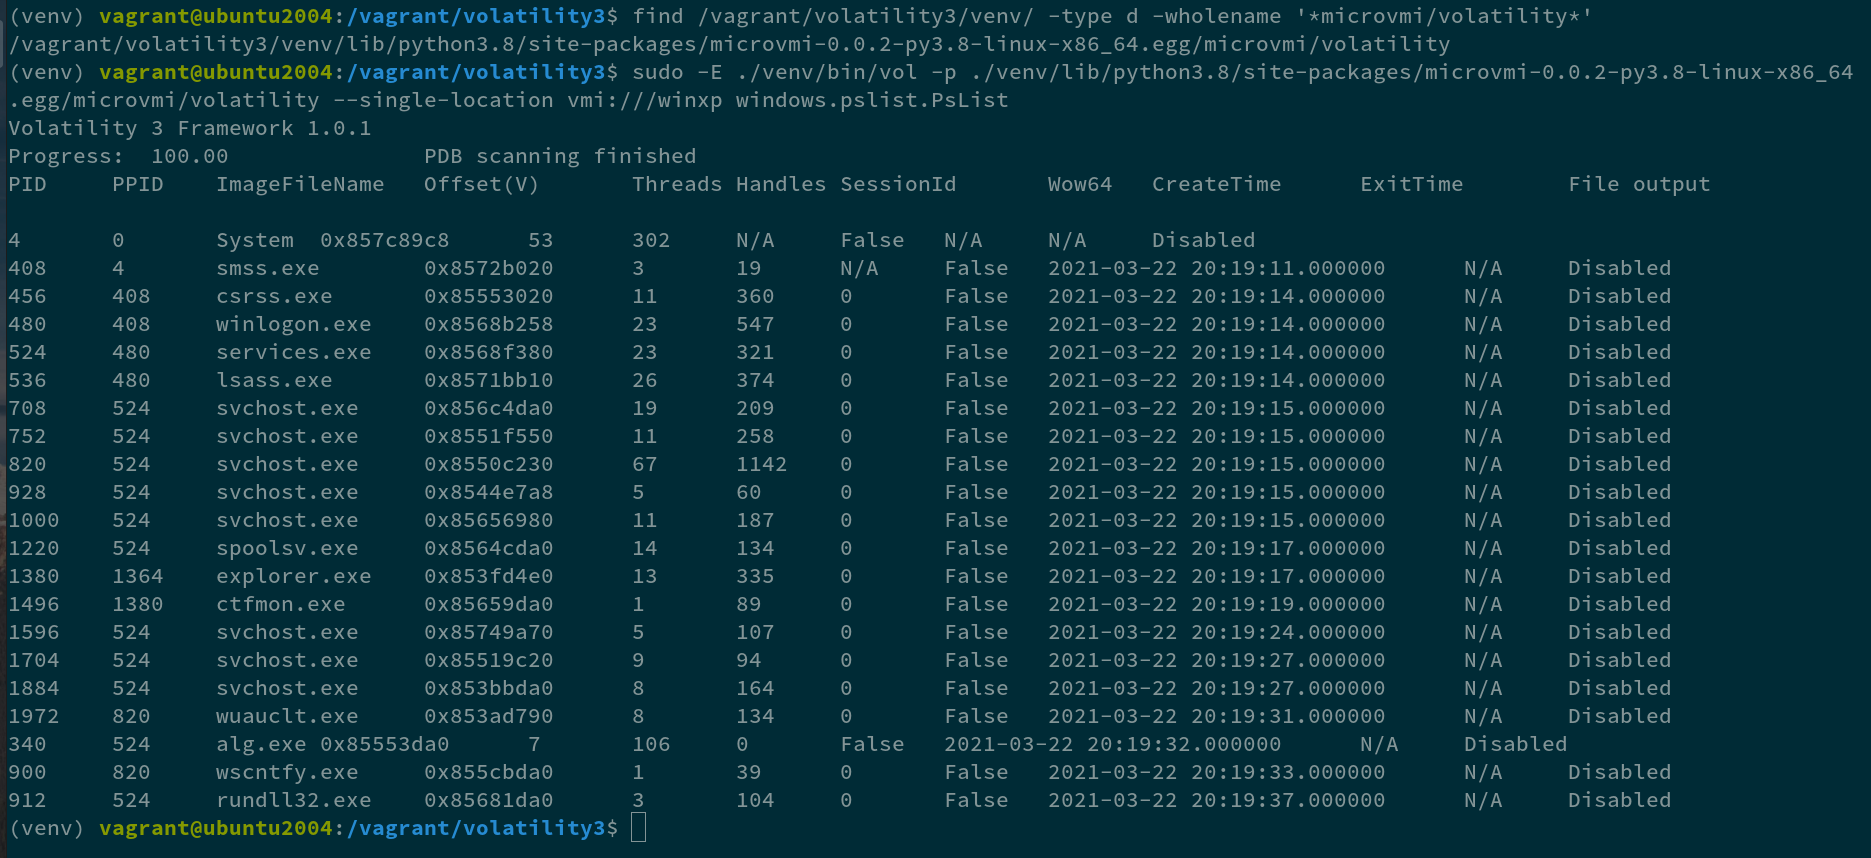 (venv) vagrant@ubuntu2004:/vagrant/volatility3$ find /vagrant/volatility3/venv/ -type d -wholename '*microvmi/volatility*'
/vagrant/volatility3/venv/lib/python3.8/site-packages/microvmi-0.0.2-py3.8-linux-x86_64.egg/microvmi/volatility
(venv) vagrant@ubuntu2004:/vagrant/volatility3$ sudo -E ./venv/bin/vol -p ./venv/lib/python3.8/site-packages/microvmi-0.0.2-py3.8-linux-x86_64
.egg/microvmi/volatility --single-location vmi:///winxp windows.pslist.PsList
Volatility 3 Framework 1.0.1
Progress:  100.00               PDB scanning finished
PID     PPID    ImageFileName   Offset(V)       Threads Handles SessionId       Wow64   CreateTime      ExitTime        File output
4       0       System  0x857c89c8      53      302     N/A     False   N/A     N/A     Disabled
408     4       smss.exe        0x8572b020      3       19      N/A     False   2021-03-22 20:19:11.000000      N/A     Disabled
456     408     csrss.exe       0x85553020      11      360     0       False   2021-03-22 20:19:14.000000      N/A     Disabled
480     408     winlogon.exe    0x8568b258      23      547     0       False   2021-03-22 20:19:14.000000      N/A     Disabled
524     480     services.exe    0x8568f380      23      321     0       False   2021-03-22 20:19:14.000000      N/A     Disabled
536     480     lsass.exe       0x8571bb10      26      374     0       False   2021-03-22 20:19:14.000000      N/A     Disabled
708     524     svchost.exe     0x856c4da0      19      209     0       False   2021-03-22 20:19:15.000000      N/A     Disabled
752     524     svchost.exe     0x8551f550      11      258     0       False   2021-03-22 20:19:15.000000      N/A     Disabled
820     524     svchost.exe     0x8550c230      67      1142    0       False   2021-03-22 20:19:15.000000      N/A     Disabled
928     524     svchost.exe     0x8544e7a8      5       60      0       False   2021-03-22 20:19:15.000000      N/A     Disabled
1000    524     svchost.exe     0x85656980      11      187     0       False   2021-03-22 20:19:15.000000      N/A     Disabled
1220    524     spoolsv.exe     0x8564cda0      14      134     0       False   2021-03-22 20:19:17.000000      N/A     Disabled
1380    1364    explorer.exe    0x853fd4e0      13      335     0       False   2021-03-22 20:19:17.000000      N/A     Disabled
1496    1380    ctfmon.exe      0x85659da0      1       89      0       False   2021-03-22 20:19:19.000000      N/A     Disabled
1596    524     svchost.exe     0x85749a70      5       107     0       False   2021-03-22 20:19:24.000000      N/A     Disabled
1704    524     svchost.exe     0x85519c20      9       94      0       False   2021-03-22 20:19:27.000000      N/A     Disabled
1884    524     svchost.exe     0x853bbda0      8       164     0       False   2021-03-22 20:19:27.000000      N/A     Disabled
1972    820     wuauclt.exe     0x853ad790      8       134     0       False   2021-03-22 20:19:31.000000      N/A     Disabled
340     524     alg.exe 0x85553da0      7       106     0       False   2021-03-22 20:19:32.000000      N/A     Disabled
900     820     wscntfy.exe     0x855cbda0      1       39      0       False   2021-03-22 20:19:33.000000      N/A     Disabled
912     524     rundll32.exe    0x85681da0      3       104     0       False   2021-03-22 20:19:37.000000      N/A     Disabled
(venv) vagrant@ubuntu2004:/vagrant/volatility3$